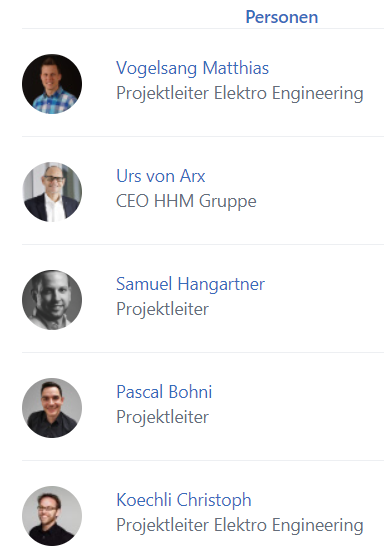 Personen
Vogelsang Matthias
Projektleiter Elektro Engineering
Urs von Arx
CEO HHM Gruppe
Samuel Hangartner
Projektleiter
Pascal Bohni
Projektleiter
Koechli Christoph
Projektleiter Elektro Engineering